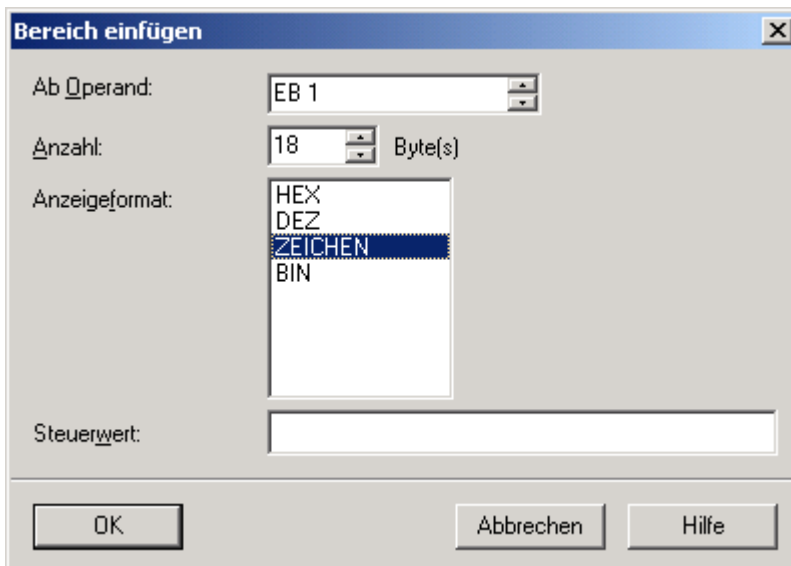 Bereich einfügen
Ab Operand: EB 1
Anzahl: 18 Byte(s)
Anzeigeformat: HEX
DEZ
ZEICHEN
BIN
Steuerwert:
OK Abbrechen Hilfe